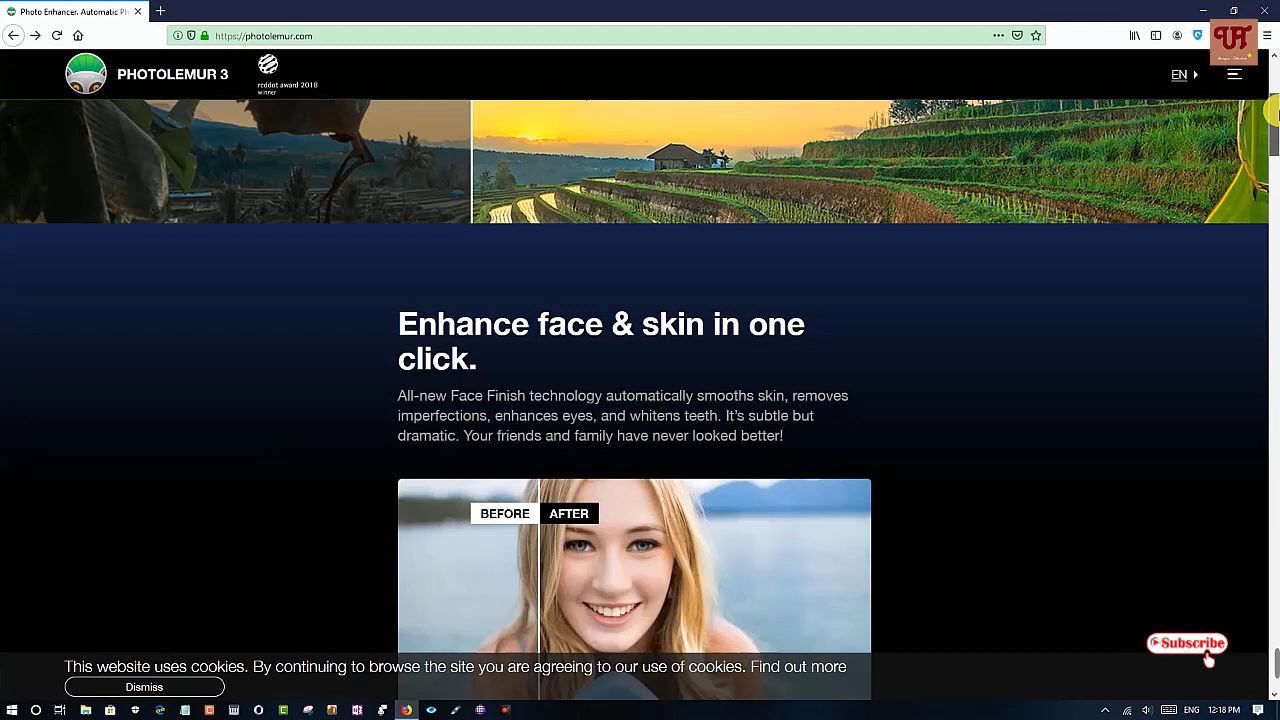 Photo Enhancer. Automatic Ph
https://photolemur.com
UT
PHOTOLEMUR 3
reddot award 2018
winner
EN
Enhance face & skin in one
click.
All-new Face Finish technology automatically smooths skin, removes
imperfections, enhances eyes, and whitens teeth. It's subtle but
dramatic. Your friends and family have never looked better!
BEFORE AFTER
Subscribe
This website uses cookies. By continuing to browse the site you are agreeing to our use of cookies. Find out more
Dismiss
ENG 12:18 PM